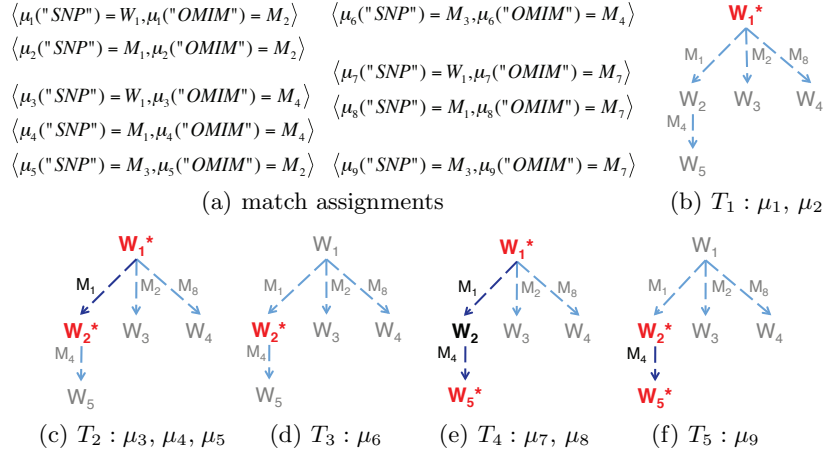 ⟨μ₁("SNP") = W₁, μ₁("OMIM") = M₂⟩
⟨μ₂("SNP") = M₁, μ₂("OMIM") = M₂⟩
⟨μ₃("SNP") = W₁, μ₃("OMIM") = M₄⟩
⟨μ₄("SNP") = M₁, μ₄("OMIM") = M₄⟩
⟨μ₅("SNP") = M₃, μ₅("OMIM") = M₂⟩
⟨μ₆("SNP") = M₃, μ₆("OMIM") = M₄⟩
⟨μ₇("SNP") = W₁, μ₇("OMIM") = M₇⟩
⟨μ₈("SNP") = M₁, μ₈("OMIM") = M₇⟩
⟨μ₉("SNP") = M₃, μ₉("OMIM") = M₇⟩
(a) match assignments
W₁*
M₁ M₂ M₈
W₂ W₃ W₄
M₄
W₅
(b) T₁ : μ₁, μ₂
W₁*
M₁ M₂ M₈
W₂* W₃ W₄
M₄
W₅
(c) T₂ : μ₃, μ₄, μ₅
W₁
M₁ M₂ M₈
W₂* W₃ W₄
M₄
W₅
(d) T₃ : μ₆
W₁*
M₁ M₂ M₈
W₂ W₃ W₄
M₄
W₅*
(e) T₄ : μ₇, μ₈
W₁
M₁ M₂ M₈
W₂* W₃ W₄
M₄
W₅*
(f) T₅ : μ₉